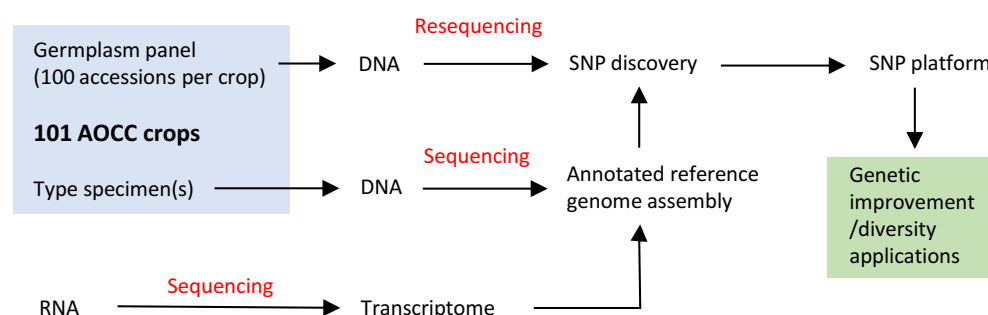 Resequencing
Germplasm panel
(100 accessions per crop)
DNA
SNP discovery
SNP platform
101 AOCC crops
Sequencing
Type specimen(s)
DNA
Annotated reference
genome assembly
Genetic
improvement
/diversity
applications
Sequencing
RNA
Transcriptome